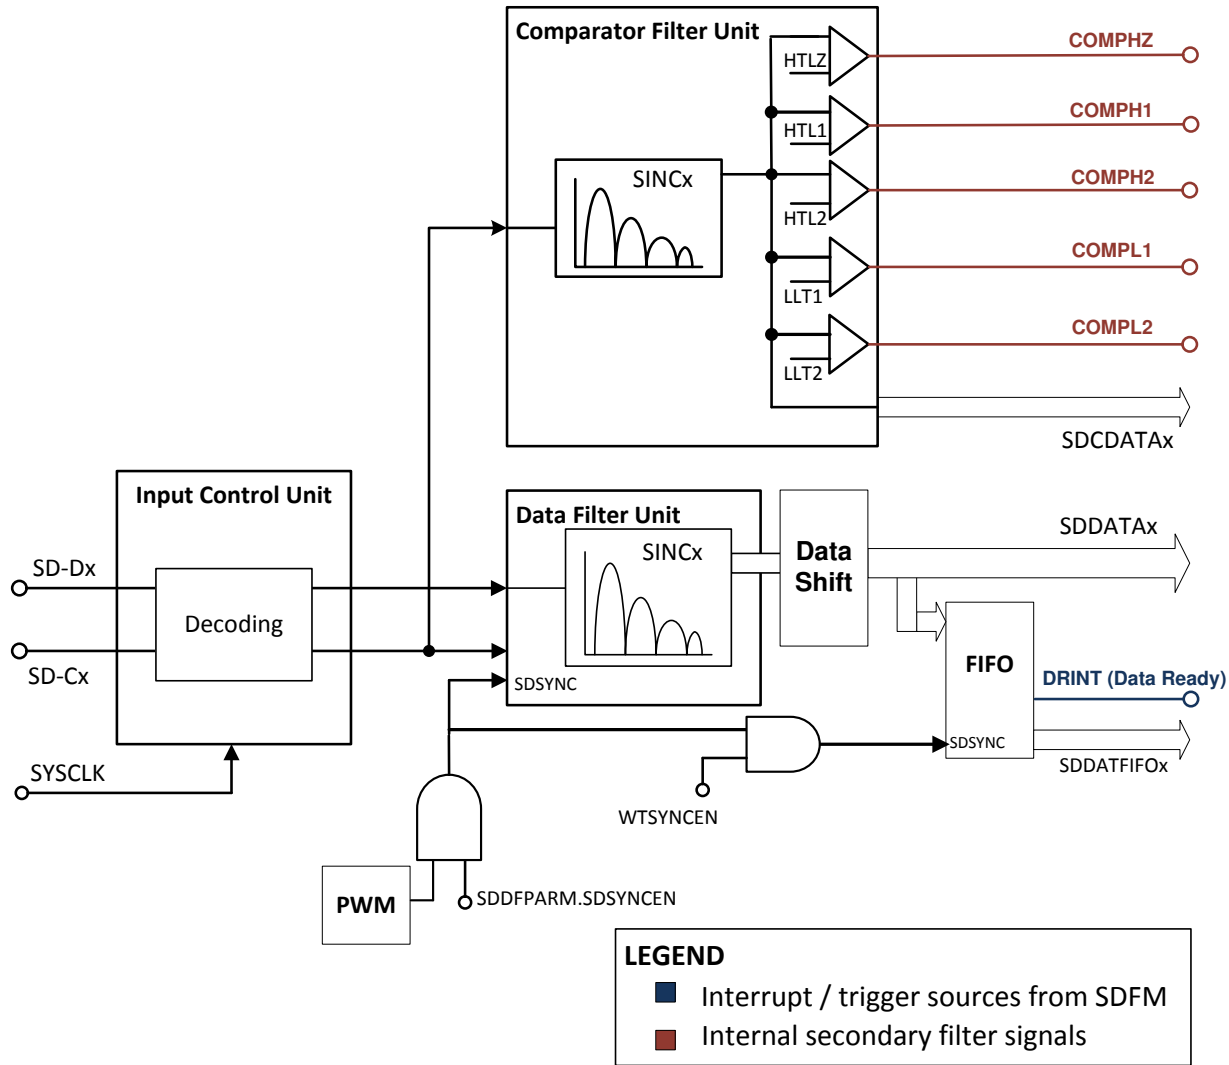 Comparator Filter Unit
COMPHZ
HTLZ
COMPH1
HTL1
SINCx
COMPH2
HTL2
COMPL1
LLT1
COMPL2
LLT2
SDCDATAx
Input Control Unit
Data Filter Unit
SDDATAx
SINCx
Data
Shift
SD-Dx
Decoding
SD-Cx
FIFO
DRINT (Data Ready)
SDSYNC
SDSYNC
SDDATFIFOx
SYSCLK
WTSYNCEN
PWM
SDDFPARM.SDSYNCEN
LEGEND
Interrupt / trigger sources from SDFM
Internal secondary filter signals